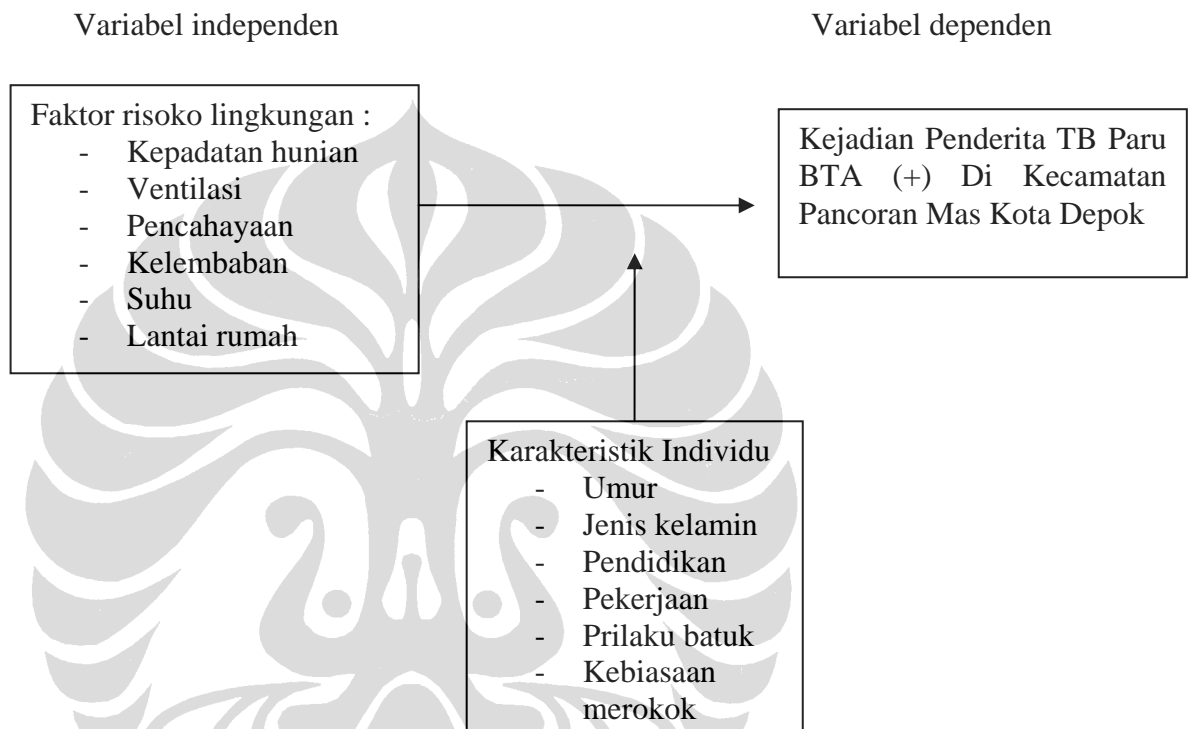 Variabel independen
Variabel dependen
Faktor risoko lingkungan :
- Kepadatan hunian
- Ventilasi
- Pencahayaan
- Kelembaban
- Suhu
- Lantai rumah
Kejadian Penderita TB Paru
BTA (+) Di Kecamatan
Pancoran Mas Kota Depok
Karakteristik Individu
- Umur
- Jenis kelamin
- Pendidikan
- Pekerjaan
- Prilaku batuk
- Kebiasaan
merokok